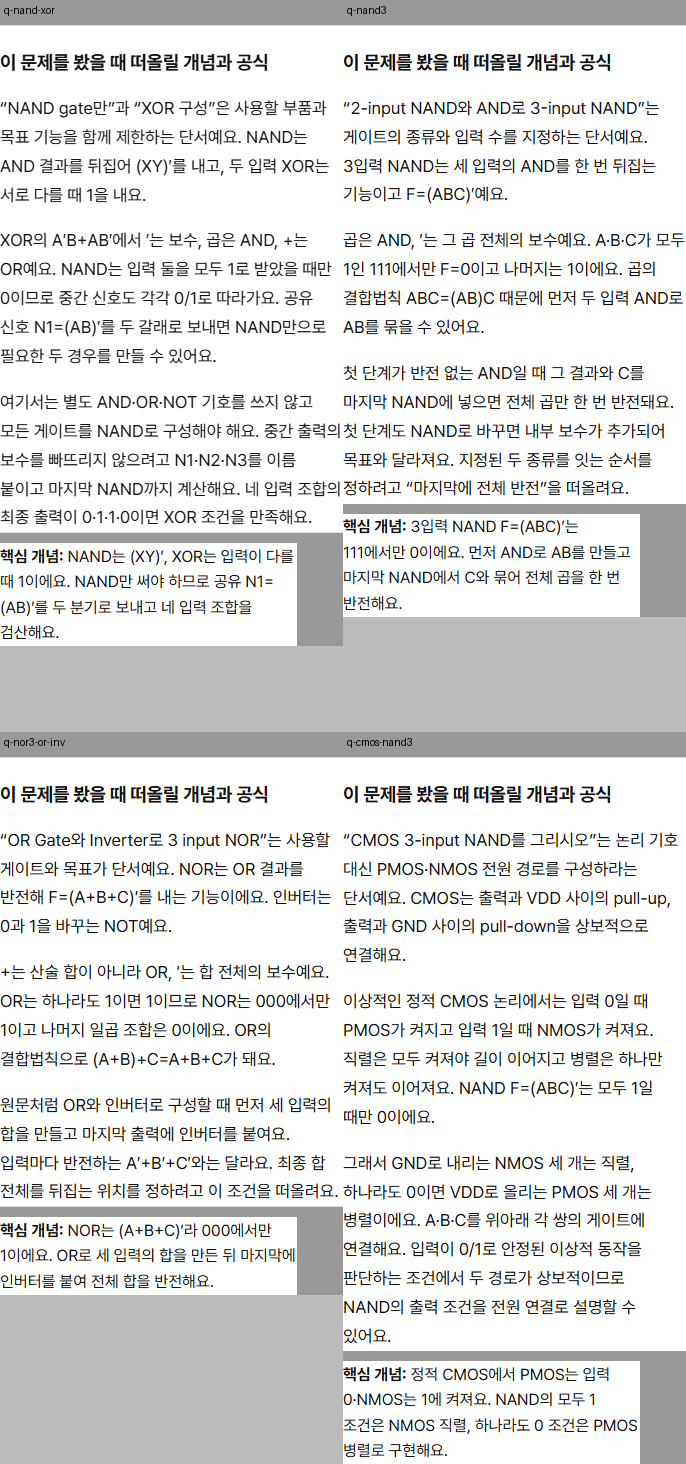 q-nand-xor
이 문제를 봤을 때 떠올릴 개념과 공식
“NAND gate만”과 “XOR 구성”은 사용할 부품과
목표 기능을 함께 제한하는 단서예요. NAND는
AND 결과를 뒤집어 (XY)′를 내고, 두 입력 XOR는
서로 다를 때 1을 내요.
XOR의 A′B+AB′에서 ′는 보수, 곱은 AND, +는
OR예요. NAND는 입력 둘을 모두 1로 받았을 때만
0이므로 중간 신호도 각각 0/1로 따라가요. 공유
신호 N1=(AB)′를 두 갈래로 보내면 NAND만으로
필요한 두 경우를 만들 수 있어요.
여기서는 별도 AND·OR·NOT 기호를 쓰지 않고
모든 게이트를 NAND로 구성해야 해요. 중간 출력의
보수를 빠뜨리지 않으려고 N1·N2·N3를 이름
붙이고 마지막 NAND까지 계산해요. 네 입력 조합의
최종 출력이 0·1·1·0이면 XOR 조건을 만족해요.
핵심 개념: NAND는 (XY)′, XOR는 입력이 다를
때 1이에요. NAND만 써야 하므로 공유 N1=
(AB)′를 두 분기로 보내고 네 입력 조합을
검산해요.
q-nand3
이 문제를 봤을 때 떠올릴 개념과 공식
“2-input NAND와 AND로 3-input NAND”는
게이트의 종류와 입력 수를 지정하는 단서예요.
3입력 NAND는 세 입력의 AND를 한 번 뒤집는
기능이고 F=(ABC)′예요.
곱은 AND, ′는 그 곱 전체의 보수예요. A·B·C가 모두
1인 111에서만 F=0이고 나머지는 1이에요. 곱의
결합법칙 ABC=(AB)C 때문에 먼저 두 입력 AND로
AB를 묶을 수 있어요.
첫 단계가 반전 없는 AND일 때 그 결과와 C를
마지막 NAND에 넣으면 전체 곱만 한 번 반전돼요.
첫 단계도 NAND로 바꾸면 내부 보수가 추가되어
목표와 달라져요. 지정된 두 종류를 잇는 순서를
정하려고 “마지막에 전체 반전”을 떠올려요.
핵심 개념: 3입력 NAND F=(ABC)′는
111에서만 0이에요. 먼저 AND로 AB를 만들고
마지막 NAND에서 C와 묶어 전체 곱을 한 번
반전해요.
q-nor3-or-inv
이 문제를 봤을 때 떠올릴 개념과 공식
“OR Gate와 Inverter로 3 input NOR”는 사용할
게이트와 목표가 단서예요. NOR는 OR 결과를
반전해 F=(A+B+C)′를 내는 기능이에요. 인버터는
0과 1을 바꾸는 NOT예요.
+는 산술 합이 아니라 OR, ′는 합 전체의 보수예요.
OR는 하나라도 1이면 1이므로 NOR는 000에서만
1이고 나머지 일곱 조합은 0이에요. OR의
결합법칙으로 (A+B)+C=A+B+C가 돼요.
원문처럼 OR와 인버터로 구성할 때 먼저 세 입력의
합을 만들고 마지막 출력에 인버터를 붙여요.
입력마다 반전하는 A′+B′+C′와는 달라요. 최종 합
전체를 뒤집는 위치를 정하려고 이 조건을 떠올려요.
핵심 개념: NOR는 (A+B+C)′라 000에서만
1이에요. OR로 세 입력의 합을 만든 뒤 마지막에
인버터를 붙여 전체 합을 반전해요.
q-cmos-nand3
이 문제를 봤을 때 떠올릴 개념과 공식
“CMOS 3-input NAND를 그리시오”는 논리 기호
대신 PMOS·NMOS 전원 경로를 구성하라는
단서예요. CMOS는 출력과 VDD 사이의 pull-up,
출력과 GND 사이의 pull-down을 상보적으로
연결해요.
이상적인 정적 CMOS 논리에서는 입력 0일 때
PMOS가 켜지고 입력 1일 때 NMOS가 켜져요.
직렬은 모두 켜져야 길이 이어지고 병렬은 하나만
켜져도 이어져요. NAND F=(ABC)′는 모두 1일
때만 0이에요.
그래서 GND로 내리는 NMOS 세 개는 직렬,
하나라도 0이면 VDD로 올리는 PMOS 세 개는
병렬이에요. A·B·C를 위아래 각 쌍의 게이트에
연결해요. 입력이 0/1로 안정된 이상적 동작을
판단하는 조건에서 두 경로가 상보적이므로
NAND의 출력 조건을 전원 연결로 설명할 수
있어요.
핵심 개념: 정적 CMOS에서 PMOS는 입력
0·NMOS는 1에 켜져요. NAND의 모두 1
조건은 NMOS 직렬, 하나라도 0 조건은 PMOS
병렬로 구현해요.